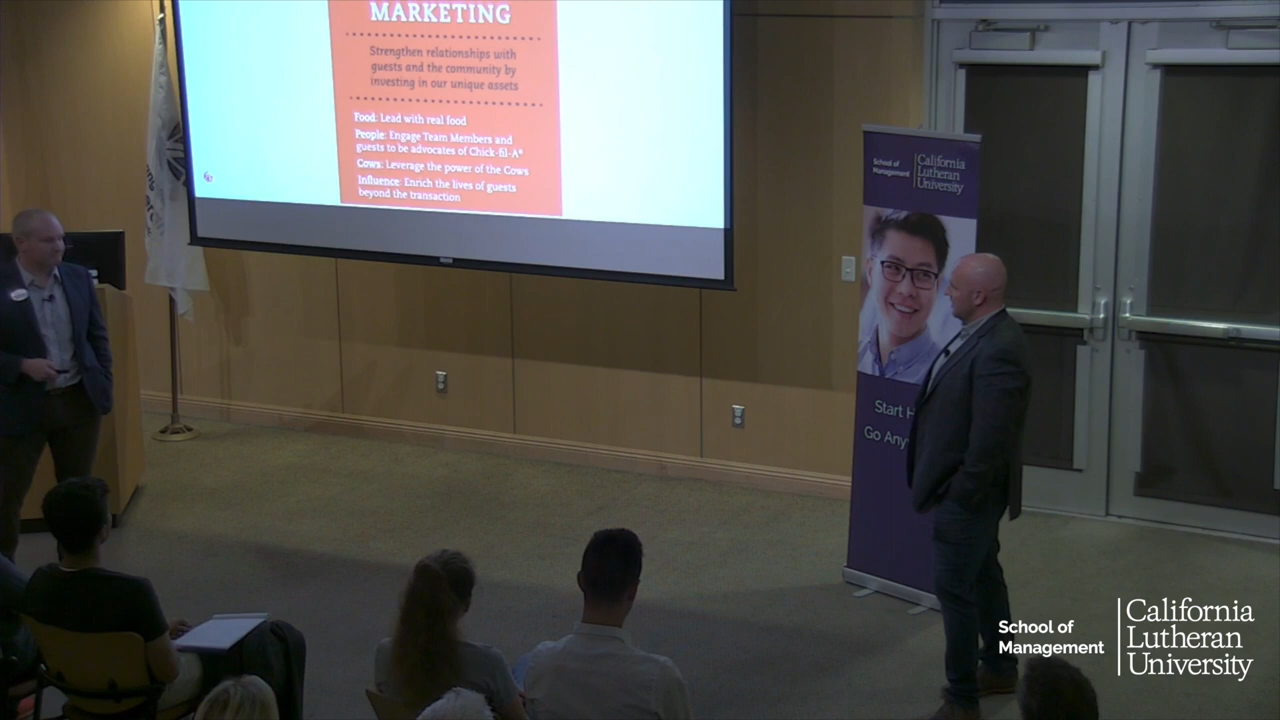 MARKETING
Strengthen relationships with
guests and the community by
investing in our unique assets
Food: Lead with real food
People: Engage Team Members and
guests to be advocates of Chick-fil-A®
Cows: Leverage the power of the Cows
Influence: Enrich the lives of guests
beyond the transaction
School of
Management
California
Lutheran
University
Start
Go
School of
Management
California
Lutheran
University